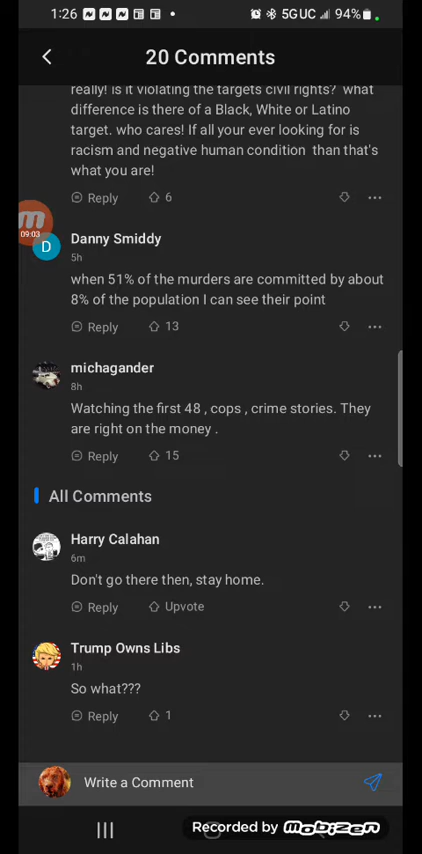 1:26 5GUC 94%
20 Comments
really! is it violating the targets civil rights? what
difference is there of a Black, White or Latino
target. who cares! If all your ever looking for is
racism and negative human condition than that's
what you are!
Reply 6
m
09:03
D
Danny Smiddy
5h
when 51% of the murders are committed by about
8% of the population I can see their point
Reply 13
michagander
8h
Watching the first 48 , cops , crime stories. They
are right on the money .
Reply 15
All Comments
Harry Calahan
6m
Don't go there then, stay home.
Reply Upvote
Trump Owns Libs
1h
So what???
Reply 1
Write a Comment
Recorded by Mobizen